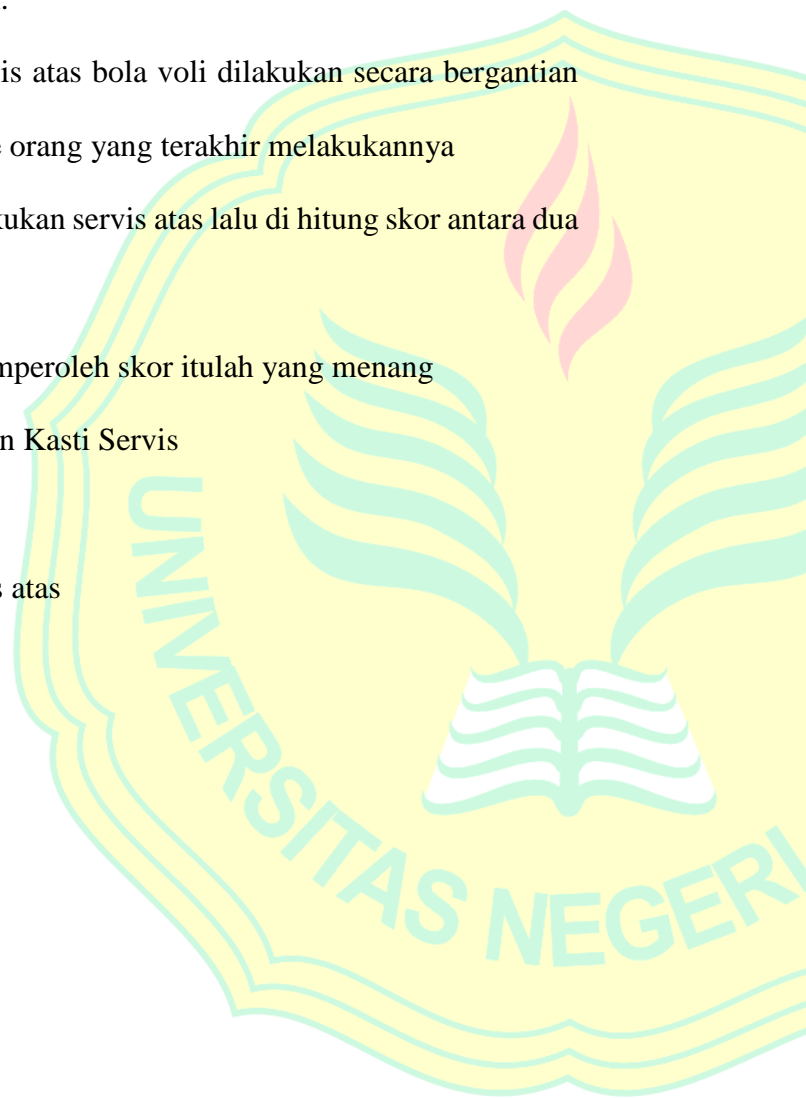 is atas bola voli dilakukan secara bergantian
orang yang terakhir melakukannya
kukan servis atas lalu di hitung skor antara dua
mperoleh skor itulah yang menang
n Kasti Servis
s atas
UNIVERSITAS NEGERI